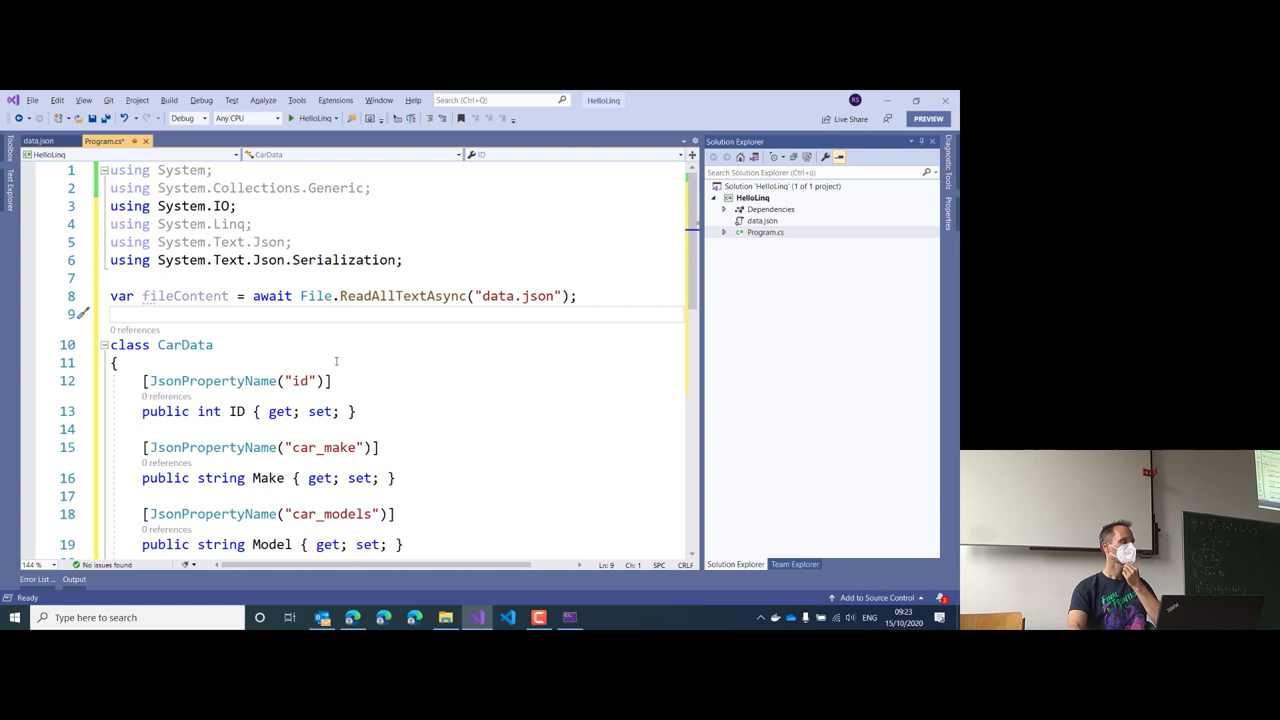 File Edit View Git Project Build Debug Test Analyze Tools Extensions Window Help Search (Ctrl+Q) HelloLinq RS
Debug Any CPU HelloLinq Live Share PREVIEW
data.json Program.cs*
HelloLinq CarData ID
Toolbox
Test Explorer
1 using System;
2 using System.Collections.Generic;
3 using System.IO;
4 using System.Linq;
5 using System.Text.Json;
6 using System.Text.Json.Serialization;
7
8 var fileContent = await File.ReadAllTextAsync("data.json");
9
0 references
10 class CarData
11 {
12 [JsonPropertyName("id")]
0 references
13 public int ID { get; set; }
14
15 [JsonPropertyName("car_make")]
0 references
16 public string Make { get; set; }
17
18 [JsonPropertyName("car_models")]
0 references
19 public string Model { get; set; }
144 % No issues found Ln: 9 Ch: 1 SPC CRLF
Error List ... Output
Solution Explorer
Search Solution Explorer (Ctrl+ü)
Solution 'HelloLinq' (1 of 1 project)
HelloLinq
Dependencies
data.json
Program.cs
Solution Explorer Team Explorer
Diagnostic Tools
Properties
Ready Add to Source Control 3
Type here to search ENG 09:23
15/10/2020